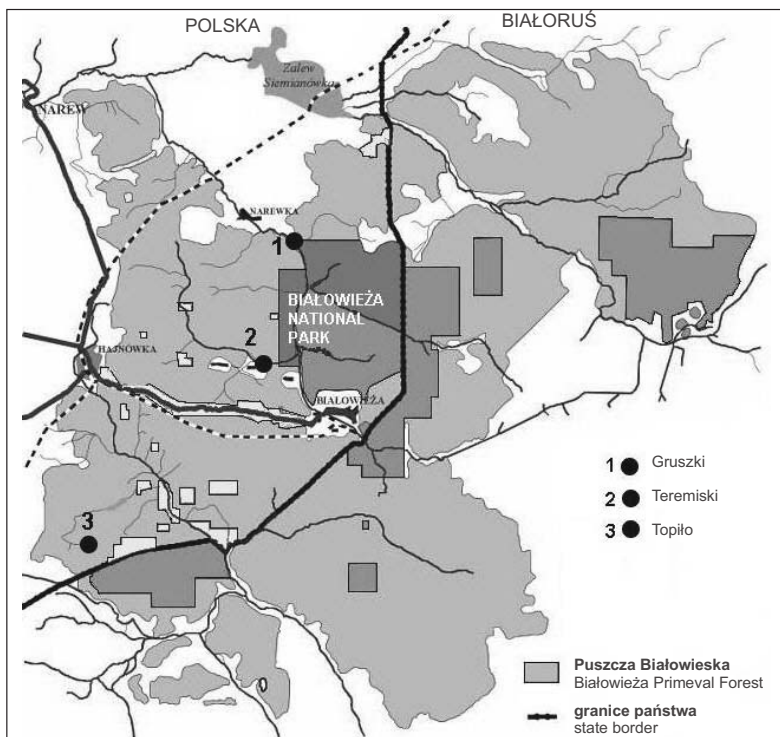 POLSKA
BIAŁORUŚ
Zalew
Siemianówka
NAREW
NAREWKA
1
BIAŁOWIEŻA
NATIONAL
PARK
2
HAJNÓWKA
BIAŁOWIEŻA
1 Gruszki
2 Teremiski
3 Topiło
3
Puszcza Białowieska
Białowieża Primeval Forest
granice państwa
state border